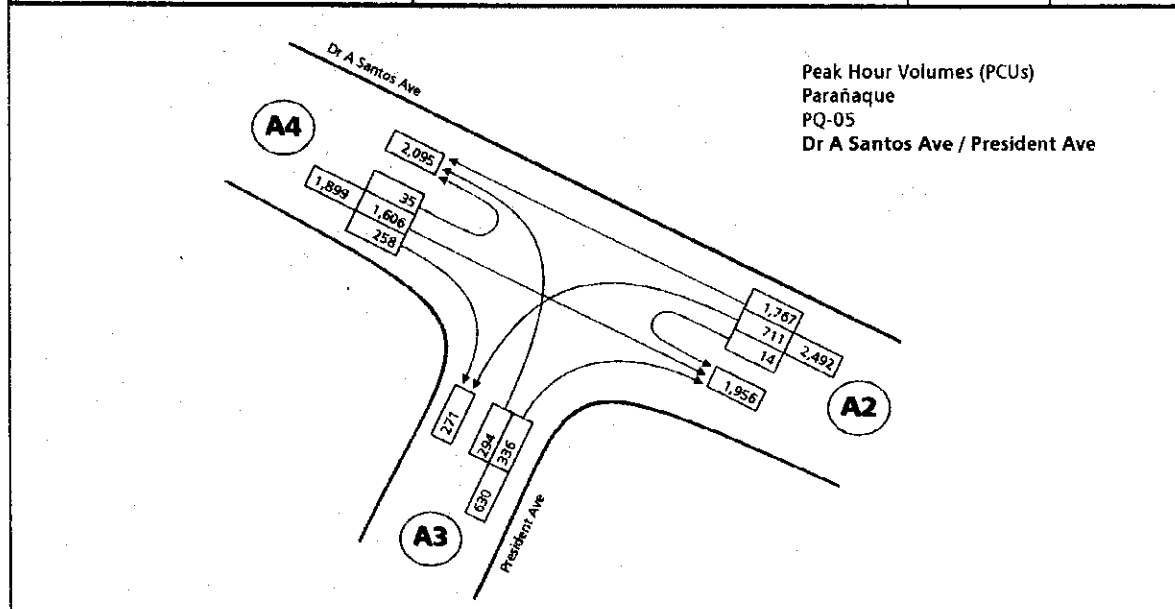 Dr A Santos Ave
Peak Hour Volumes (PCUs)
Parañaque
PQ-05
Dr A Santos Ave / President Ave
A4
2,095
1,899
35
1,606
258
1,767
711
14
2,492
1,956
A2
271
294
336
630
A3
President Ave